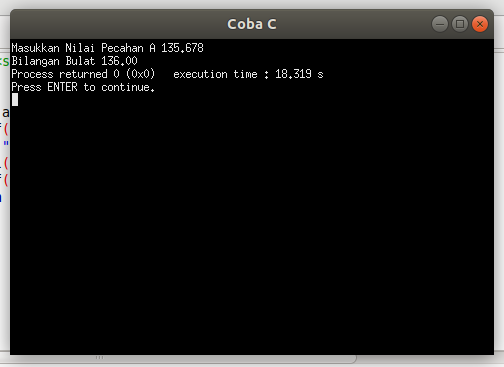 Coba C
Masukkan Nilai Pecahan A 135.678
Bilangan Bulat 136.00
Process returned 0 (0x0)   execution time : 18.319 s
Press ENTER to continue.